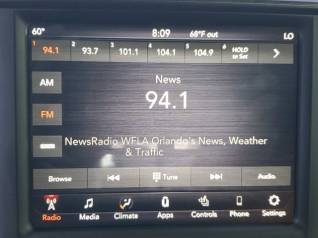 60° 8:09 68°F out LO
1 94.1 2 93.7 3 101.1 4 104.1 5 104.9 6 HOLD to Set
AM
News
94.1
FM
NewsRadio WFLA Orlando's News, Weather
& Traffic
Browse Tune Audio
Radio Media Climate Apps Controls Phone Settings